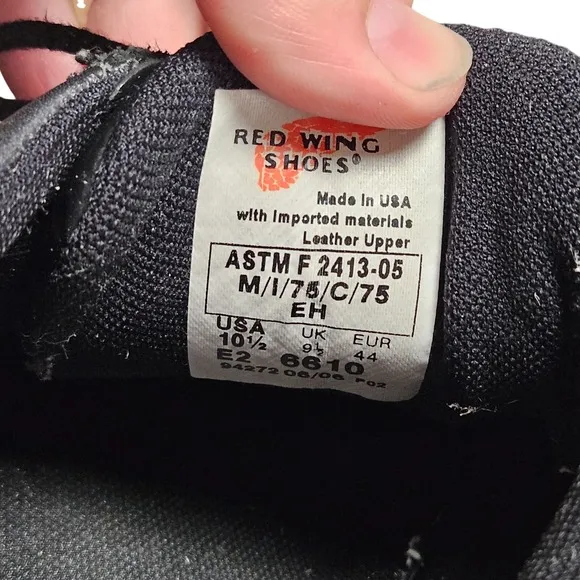 RED WING
SHOES®
Made in USA
with imported materials
Leather Upper
ASTM F 2413-05
M/I/75/C/75
EH
USA UK EUR
10½ 9½ 44
E2 6610
94272 06/06 P02